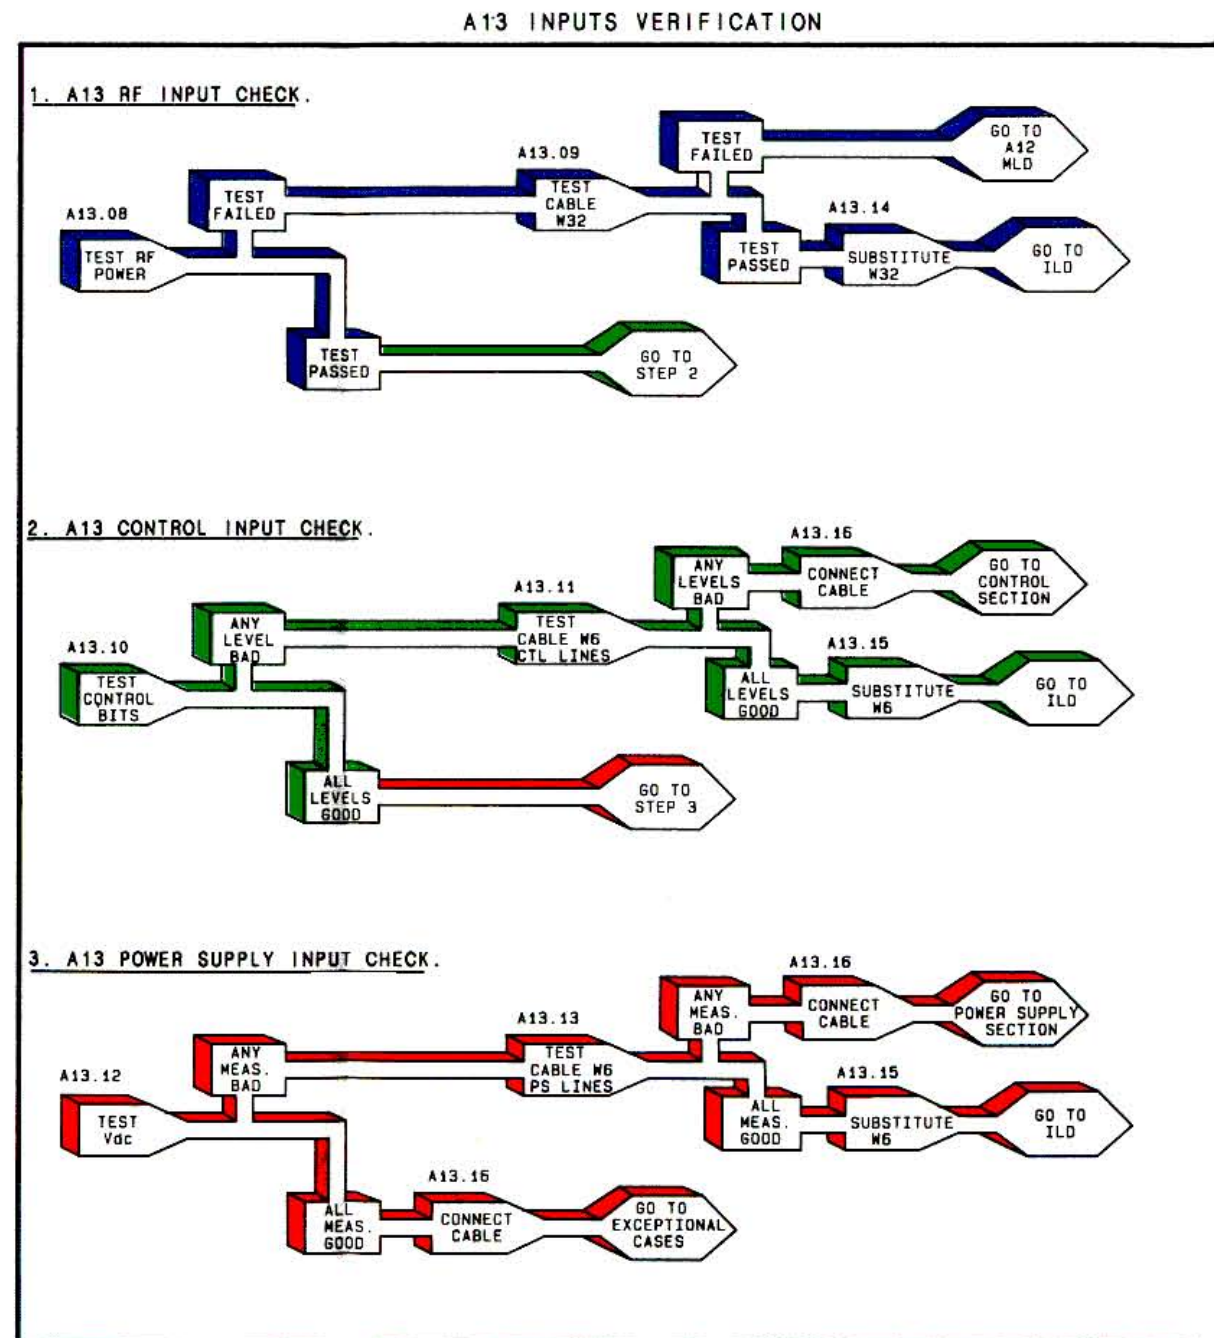 A13 INPUTS VERIFICATION
1. A13 RF INPUT CHECK.
A13.08
TEST RF
POWER
TEST
FAILED
A13.09
TEST
CABLE
W32
TEST
FAILED
GO TO
A12
MLD
TEST
PASSED
A13.14
SUBSTITUTE
W32
GO TO
ILD
TEST
PASSED
GO TO
STEP 2
2. A13 CONTROL INPUT CHECK.
A13.10
TEST
CONTROL
BITS
ANY
LEVEL
BAD
A13.11
TEST
CABLE W6
CTL LINES
ANY
LEVELS
BAD
A13.16
CONNECT
CABLE
GO TO
CONTROL
SECTION
ALL
LEVELS
GOOD
A13.15
SUBSTITUTE
W6
GO TO
ILD
ALL
LEVELS
GOOD
GO TO
STEP 3
3. A13 POWER SUPPLY INPUT CHECK.
A13.12
TEST
Vdc
ANY
MEAS.
BAD
A13.13
TEST
CABLE W6
PS LINES
ANY
MEAS.
BAD
A13.16
CONNECT
CABLE
GO TO
POWER SUPPLY
SECTION
ALL
MEAS.
GOOD
A13.15
SUBSTITUTE
W6
GO TO
ILD
ALL
MEAS.
GOOD
A13.16
CONNECT
CABLE
GO TO
EXCEPTIONAL
CASES